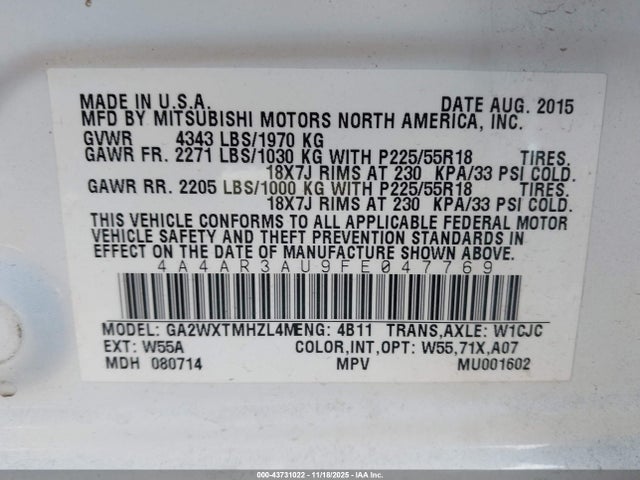 MADE IN U.S.A. DATE AUG. 2015
MFD BY MITSUBISHI MOTORS NORTH AMERICA, INC.
GVWR 4343 LBS/1970 KG
GAWR FR. 2271 LBS/1030 KG WITH P225/55R18 TIRES.
18X7J RIMS AT 230 KPA/33 PSI COLD.
GAWR RR. 2205 LBS/1000 KG WITH P225/55R18 TIRES.
18X7J RIMS AT 230 KPA/33 PSI COLD.
THIS VEHICLE CONFORMS TO ALL APPLICABLE FEDERAL MOTOR
VEHICLE SAFETY AND THEFT PREVENTION STANDARDS IN
EFFECT ON THE DATE OF MANUFACTURE SHOWN ABOVE.
4A4AR3AU9FE047769
MODEL: GA2WXTMHZL4M ENG: 4B11 TRANS,AXLE: W1CJC
EXT: W55A COLOR,INT,OPT: W55,71X,A07
MDH 080714 MPV MU001602
000-43731022 - 11/18/2025 - IAAI.COM